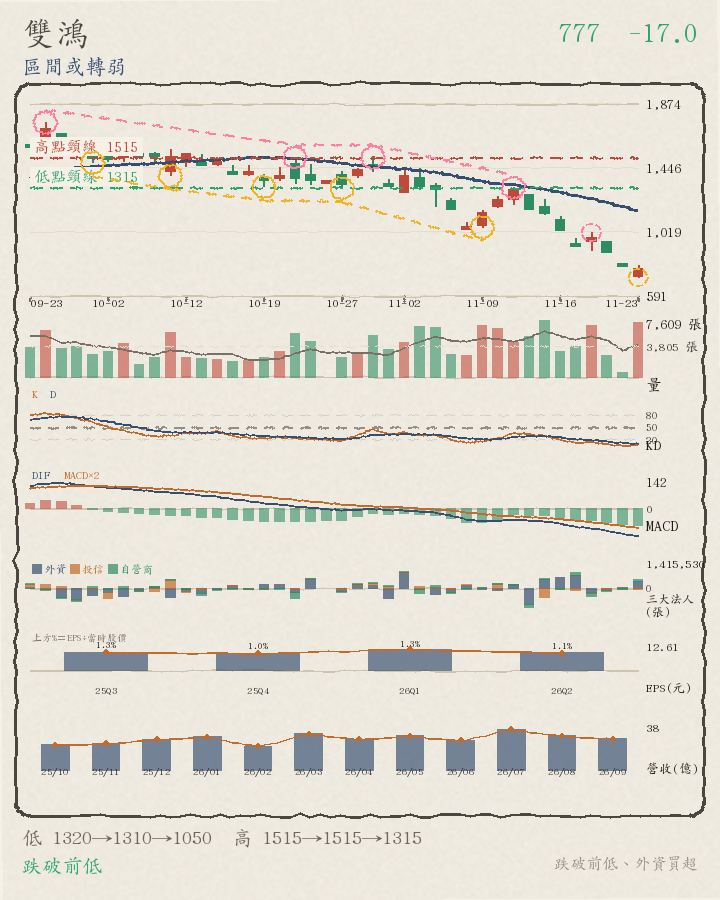 雙鴻
777 -17.0
區間或轉弱
1,874
高點頸線 1515
1,446
低點頸線 1315
1,019
591
09-23 10-02 10-12 10-19 10-27 11-02 11-09 11-16 11-23
7,609 張
3,805 張
量
K D
80
50
20
KD
DIF MACD×2
142
0
MACD
1,415,530
外資 投信 自營商
0
三大法人
(張)
上方%=EPS÷當時股價
1.3% 1.0% 1.3% 1.1%
12.61
25Q3 25Q4 26Q1 26Q2
EPS(元)
38
25/10 25/11 25/12 26/01 26/02 26/03 26/04 26/05 26/06 26/07 26/08 26/09
營收(億)
低 1320→1310→1050 高 1515→1515→1315
跌破前低
跌破前低、外資買超